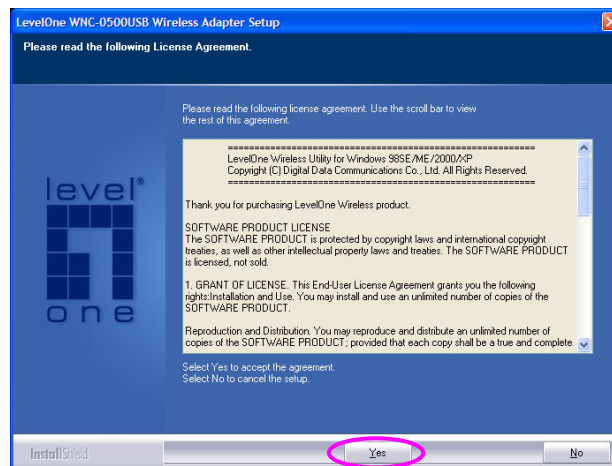 LevelOne WNC-0500USB Wireless Adapter Setup
Please read the following License Agreement.
Please read the following license agreement. Use the scroll bar to view
the rest of this agreement.
===================================================
LevelOne Wireless Utility for Windows 98SE/ME/2000/XP
Copyright (C) Digital Data Communications Co., Ltd. All Rights Reserved.
===================================================
Thank you for purchasing LevelOne Wireless product.
SOFTWARE PRODUCT LICENSE
The SOFTWARE PRODUCT is protected by copyright laws and international copyright
treaties, as well as other intellectual property laws and treaties. The SOFTWARE PRODUCT
is licensed, not sold.
1. GRANT OF LICENSE. This End-User License Agreement grants you the following
rights:Installation and Use. You may install and use an unlimited number of copies of the
SOFTWARE PRODUCT.
Reproduction and Distribution. You may reproduce and distribute an unlimited number of
copies of the SOFTWARE PRODUCT; provided that each copy shall be a true and complete
level®
one
Select Yes to accept the agreement.
Select No to cancel the setup.
InstallShield
Yes
No